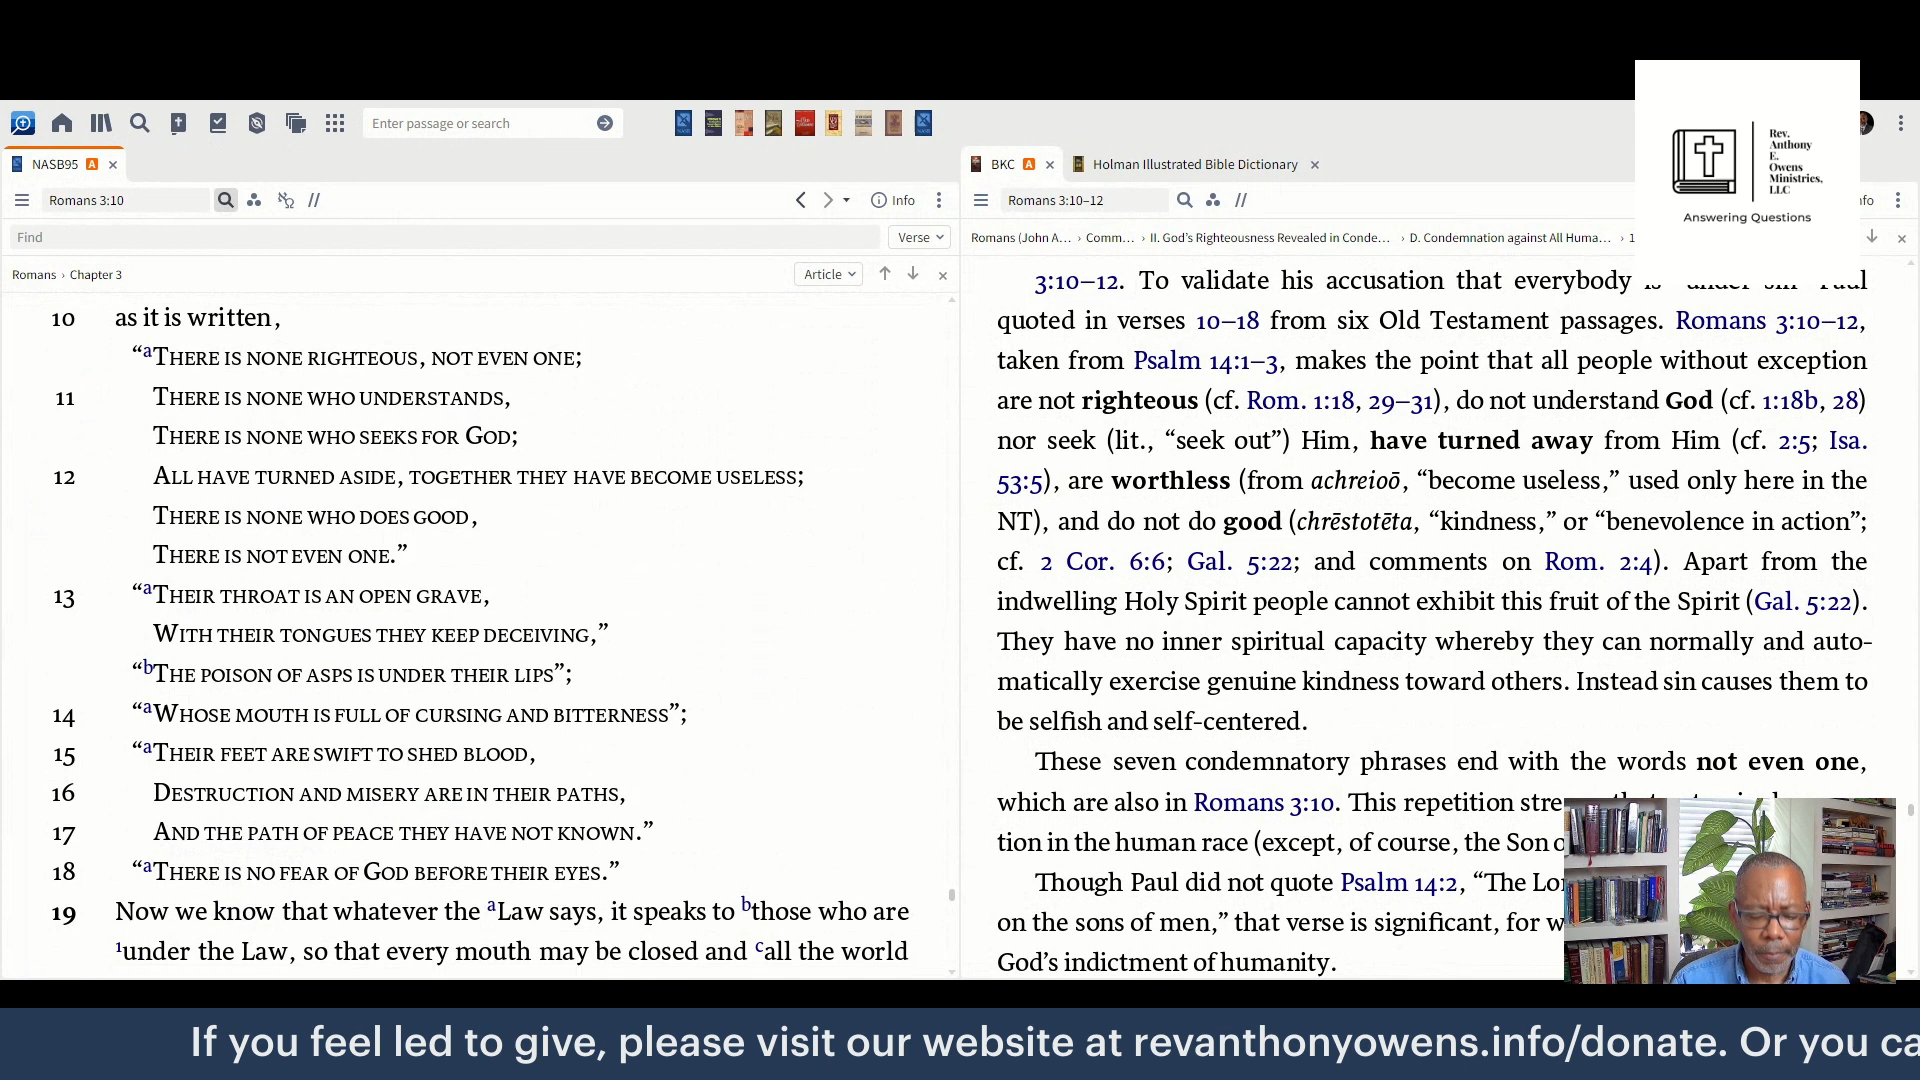 Enter passage or search
NASB95 A
Romans 3:10
Info
Find
Verse
Romans › Chapter 3
Article
10 as it is written,
“aTHERE IS NONE RIGHTEOUS, NOT EVEN ONE;
11 THERE IS NONE WHO UNDERSTANDS,
THERE IS NONE WHO SEEKS FOR GOD;
12 ALL HAVE TURNED ASIDE, TOGETHER THEY HAVE BECOME USELESS;
THERE IS NONE WHO DOES GOOD,
THERE IS NOT EVEN ONE.”
13 “aTHEIR THROAT IS AN OPEN GRAVE,
WITH THEIR TONGUES THEY KEEP DECEIVING,”
“bTHE POISON OF ASPS IS UNDER THEIR LIPS”;
14 “aWHOSE MOUTH IS FULL OF CURSING AND BITTERNESS”;
15 “aTHEIR FEET ARE SWIFT TO SHED BLOOD,
16 DESTRUCTION AND MISERY ARE IN THEIR PATHS,
17 AND THE PATH OF PEACE THEY HAVE NOT KNOWN.”
18 “aTHERE IS NO FEAR OF GOD BEFORE THEIR EYES.”
19 Now we know that whatever the aLaw says, it speaks to bthose who are
1under the Law, so that every mouth may be closed and call the world
BKC A
Holman Illustrated Bible Dictionary
Romans 3:10–12
nfo
Romans (John A... › Comm... › II. God’s Righteousness Revealed in Conde... › D. Condemnation against All Huma... › 1
3:10–12. To validate his accusation that everybody
quoted in verses 10–18 from six Old Testament passages. Romans 3:10–12,
taken from Psalm 14:1–3, makes the point that all people without exception
are not righteous (cf. Rom. 1:18, 29–31), do not understand God (cf. 1:18b, 28)
nor seek (lit., “seek out”) Him, have turned away from Him (cf. 2:5; Isa.
53:5), are worthless (from achreioō, “become useless,” used only here in the
NT), and do not do good (chrēstotēta, “kindness,” or “benevolence in action”;
cf. 2 Cor. 6:6; Gal. 5:22; and comments on Rom. 2:4). Apart from the
indwelling Holy Spirit people cannot exhibit this fruit of the Spirit (Gal. 5:22).
They have no inner spiritual capacity whereby they can normally and auto-
matically exercise genuine kindness toward others. Instead sin causes them to
be selfish and self-centered.
These seven condemnatory phrases end with the words not even one,
which are also in Romans 3:10. This repetition stre
tion in the human race (except, of course, the Son o
Though Paul did not quote Psalm 14:2, “The Lor
on the sons of men,” that verse is significant, for w
God’s indictment of humanity.
Rev.
Anthony
E.
Owens
Ministries,
LLC
Answering Questions
If you feel led to give, please visit our website at revanthonyowens.info/donate. Or you ca